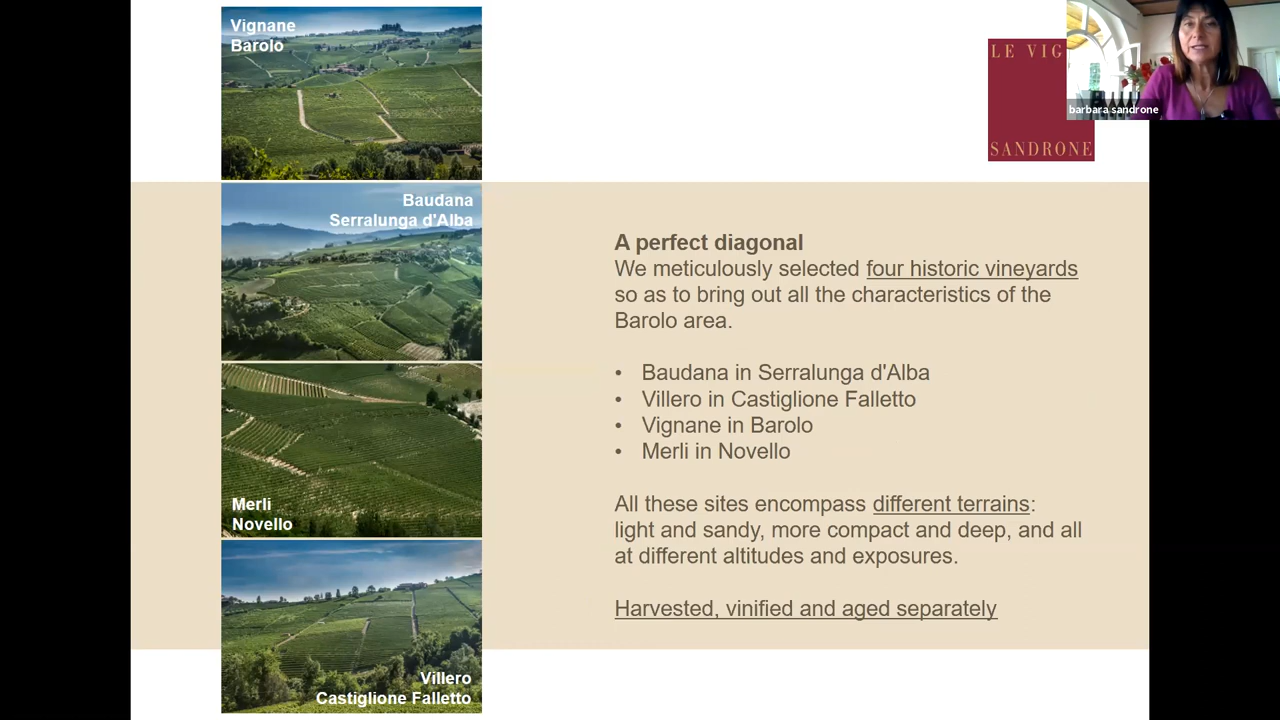 Vignane
Barolo
LE VIG
SANDRONE
barbara sandrone
Baudana
Serralunga d'Alba
Merli
Novello
Villero
Castiglione Falletto
A perfect diagonal
We meticulously selected four historic vineyards
so as to bring out all the characteristics of the
Barolo area.
• Baudana in Serralunga d'Alba
• Villero in Castiglione Falletto
• Vignane in Barolo
• Merli in Novello
All these sites encompass different terrains:
light and sandy, more compact and deep, and all
at different altitudes and exposures.
Harvested, vinified and aged separately